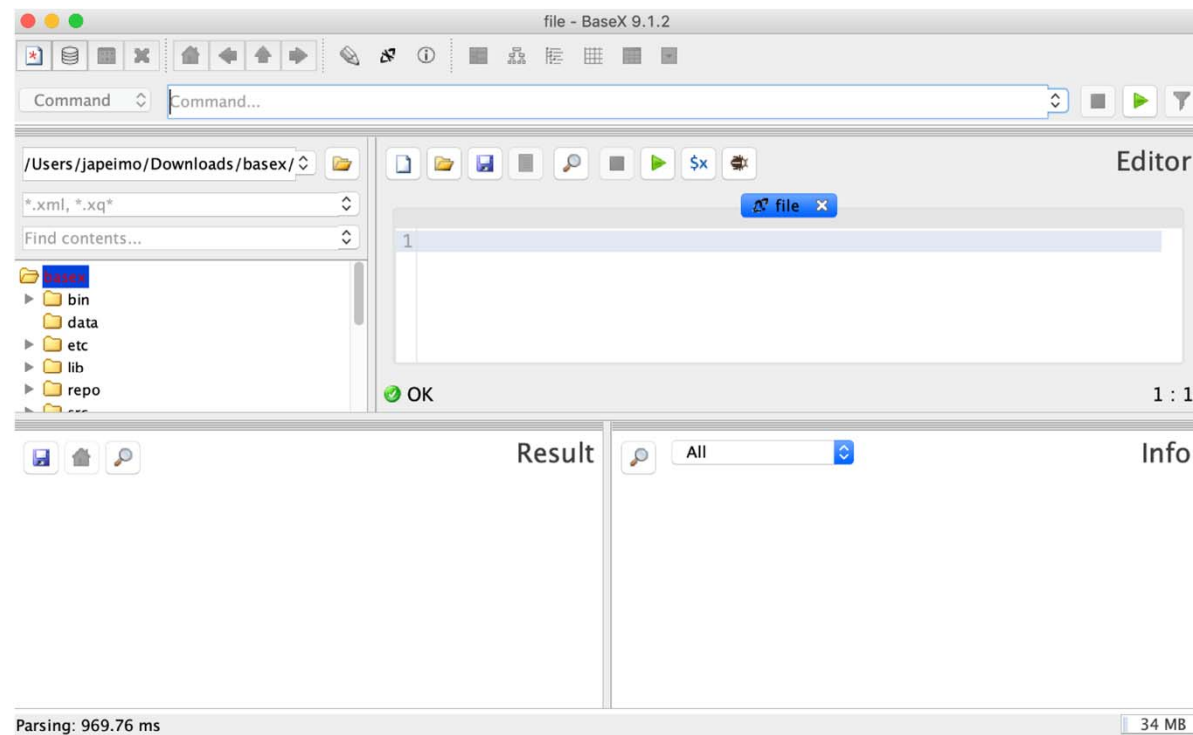 file - BaseX 9.1.2
Command Command...
/Users/japeimo/Downloads/basex/
$x
Editor
*.xml, *.xq*
file
Find contents...
1
basex
bin
data
etc
lib
repo
OK
1 : 1
Result
All
Info
Parsing: 969.76 ms
34 MB